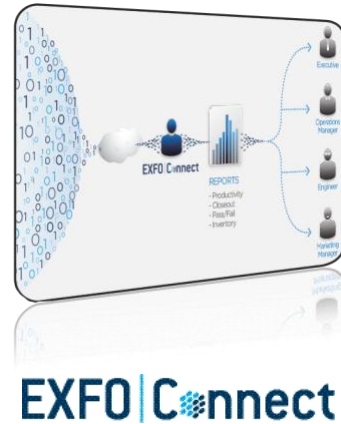 Executive
Operations
Manager
EXFO Connect
REPORTS
- Productivity
- Closeout
- Pass/Fail
- Inventory
Engineer
Marketing
Manager
EXFO Connect